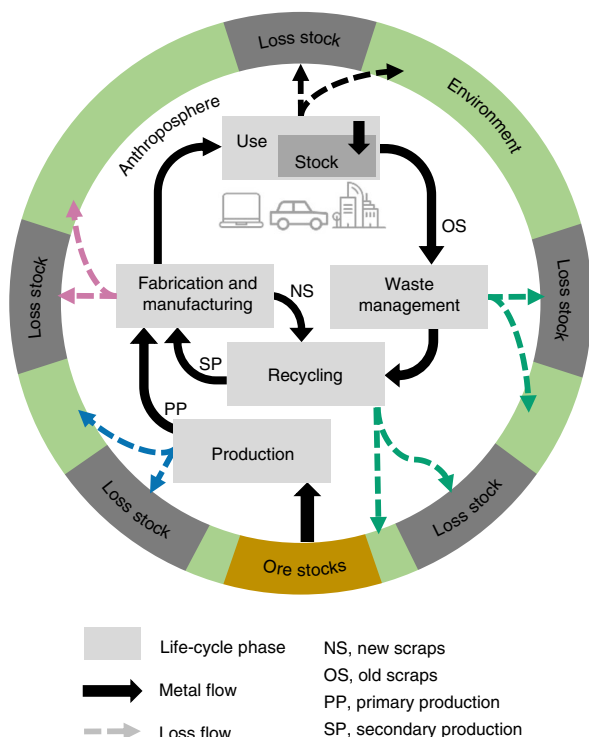 Loss stock
Environment
Anthroposphere
Use
Stock
OS
Loss stock
Fabrication and
manufacturing
NS
Waste
management
Loss stock
SP
Recycling
PP
Production
Loss stock
Loss stock
Ore stocks
Life-cycle phase
Metal flow
Loss flow
NS, new scraps
OS, old scraps
PP, primary production
SP, secondary production